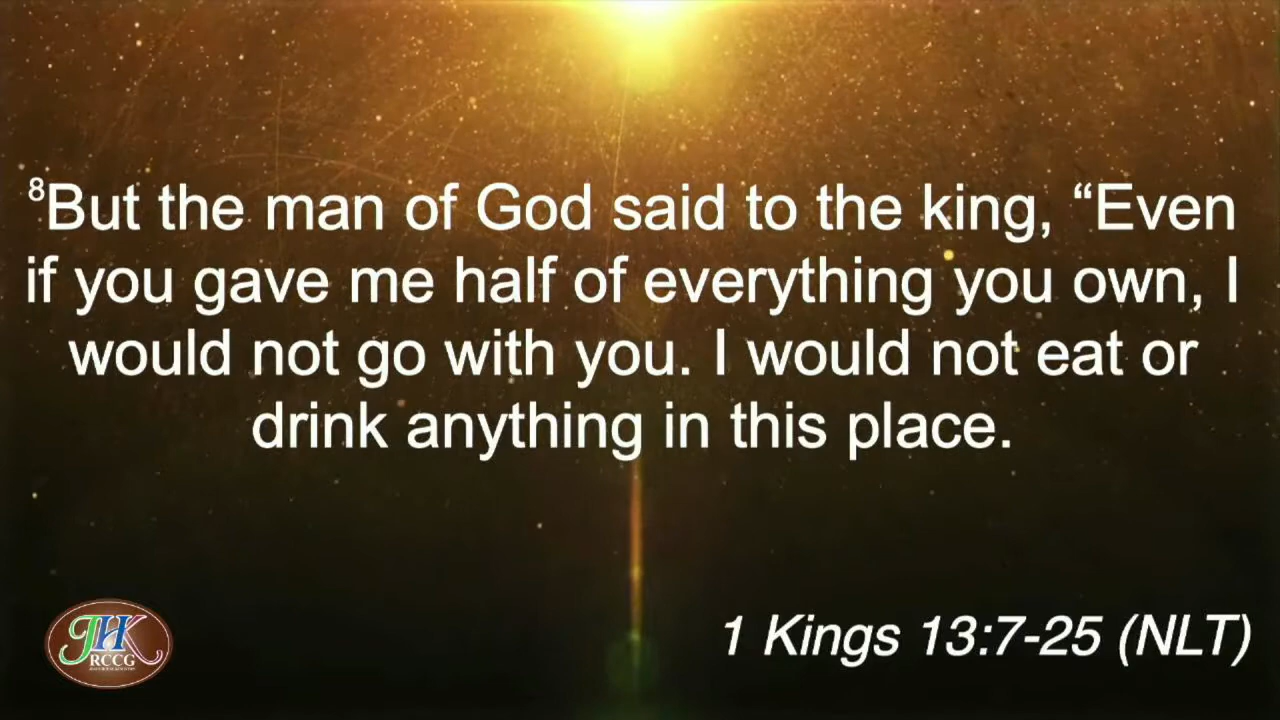 ⁸But the man of God said to the king, “Even
if you gave me half of everything you own, I
would not go with you. I would not eat or
drink anything in this place.
1 Kings 13:7-25 (NLT)
JHK
RCCG